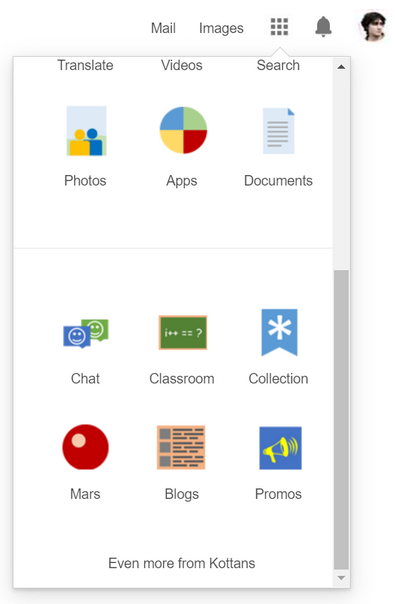 Mail Images
Translate Videos Search
Photos Apps Documents
i++ == ?
Chat Classroom Collection
Mars Blogs Promos
Even more from Kottans